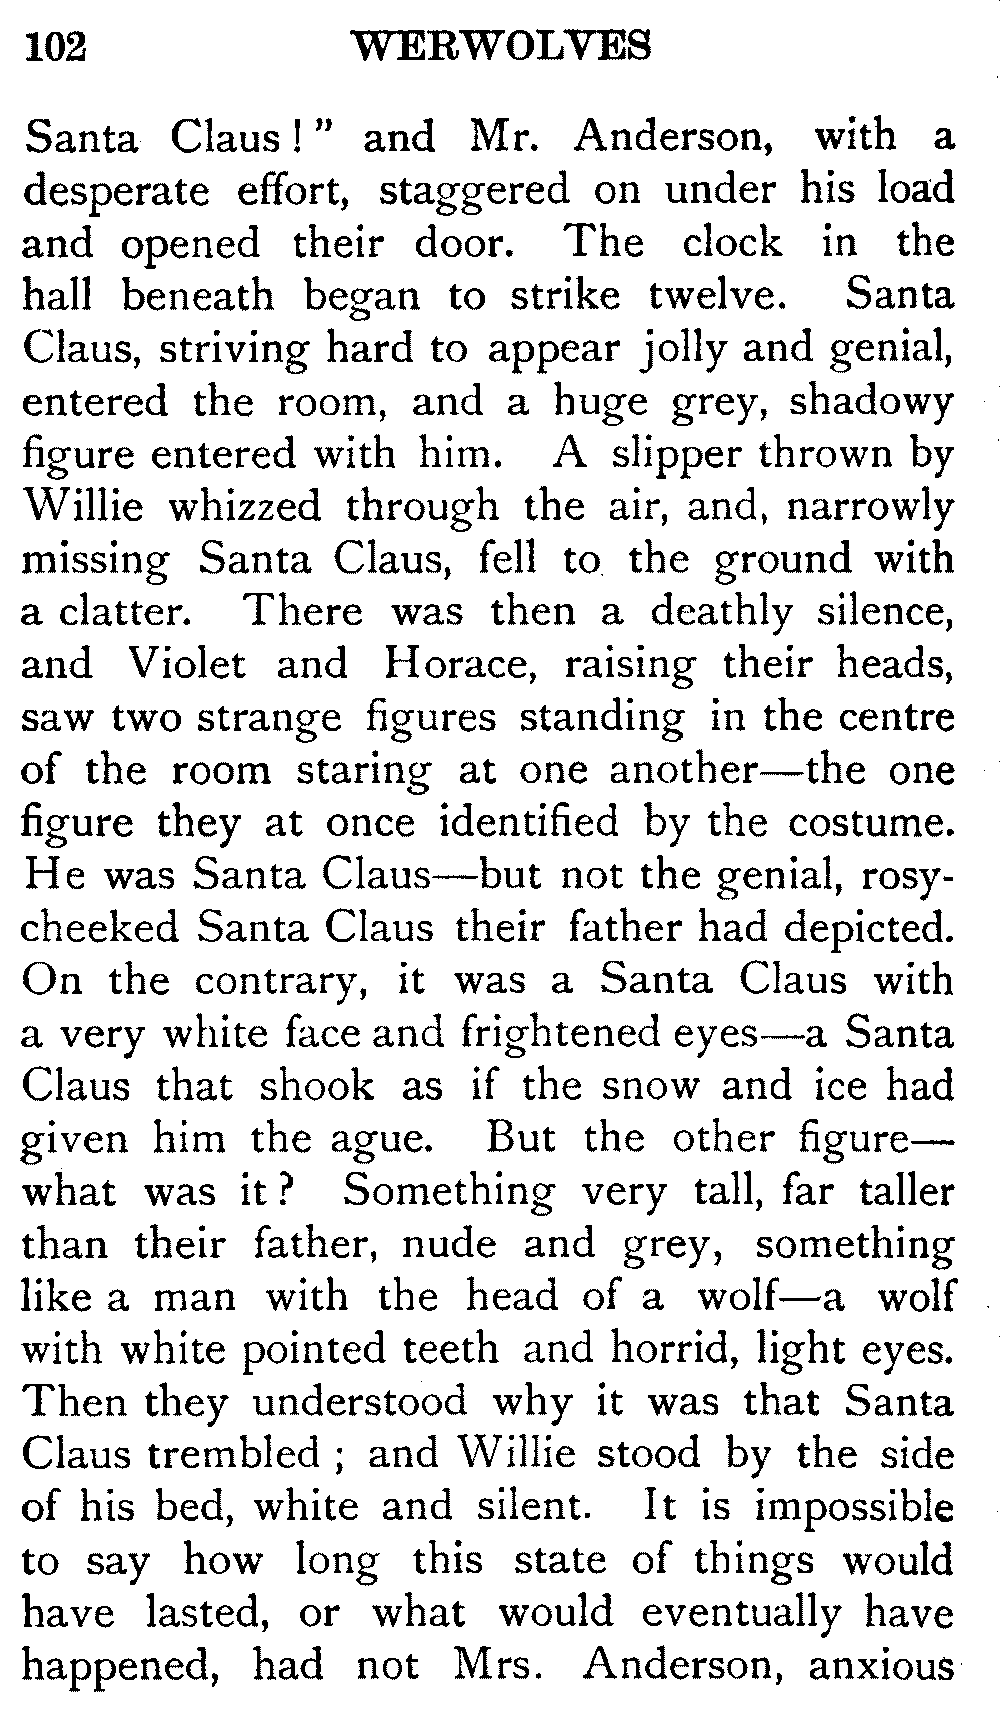 102 WERWOLVES
Santa Claus!" and Mr. Anderson, with a
desperate effort, staggered on under his load
and opened their door. The clock in the
hall beneath began to strike twelve. Santa
Claus, striving hard to appear jolly and genial,
entered the room, and a huge grey, shadowy
figure entered with him. A slipper thrown by
Willie whizzed through the air, and, narrowly
missing Santa Claus, fell to the ground with
a clatter. There was then a deathly silence,
and Violet and Horace, raising their heads,
saw two strange figures standing in the centre
of the room staring at one another—the one
figure they at once identified by the costume.
He was Santa Claus—but not the genial, rosy-
cheeked Santa Claus their father had depicted.
On the contrary, it was a Santa Claus with
a very white face and frightened eyes—a Santa
Claus that shook as if the snow and ice had
given him the ague. But the other figure—
what was it? Something very tall, far taller
than their father, nude and grey, something
like a man with the head of a wolf—a wolf
with white pointed teeth and horrid, light eyes.
Then they understood why it was that Santa
Claus trembled; and Willie stood by the side
of his bed, white and silent. It is impossible
to say how long this state of things would
have lasted, or what would eventually have
happened, had not Mrs. Anderson, anxious